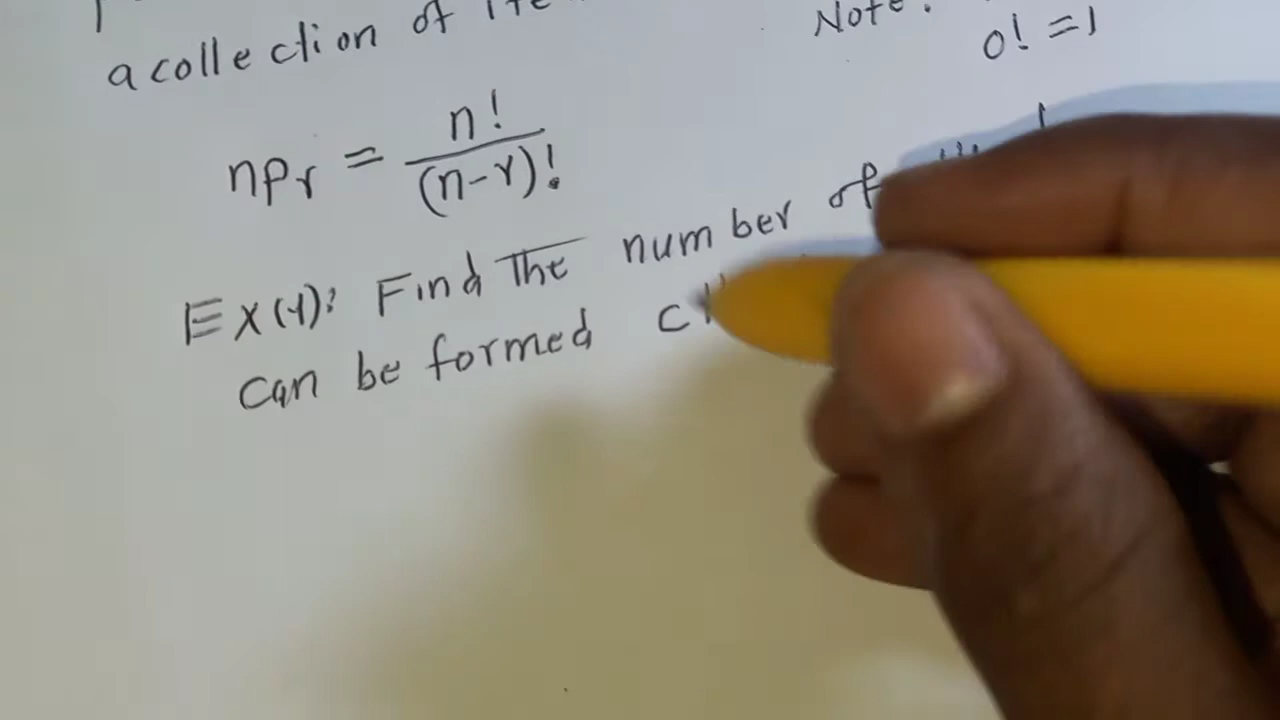 a collection of
Note:
0! = 1
nPr = n! / (n-r)!
Ex(1): Find The number of
can be formed